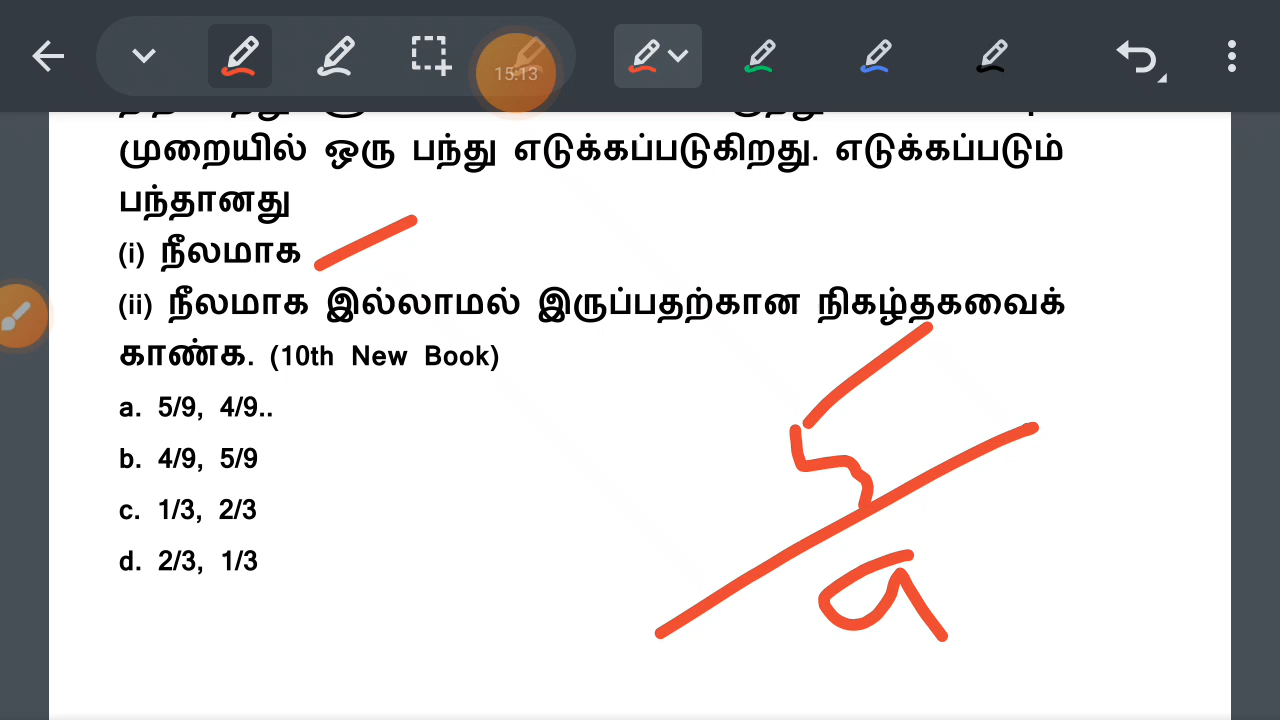 15:13
முறையில் ஒரு பந்து எடுக்கப்படுகிறது. எடுக்கப்படும்
பந்தானது
(i) நீலமாக
(ii) நீலமாக இல்லாமல் இருப்பதற்கான நிகழ்தகவைக்
காண்க. (10th New Book)
a. 5/9, 4/9..
b. 4/9, 5/9
c. 1/3, 2/3
d. 2/3, 1/3
5
9